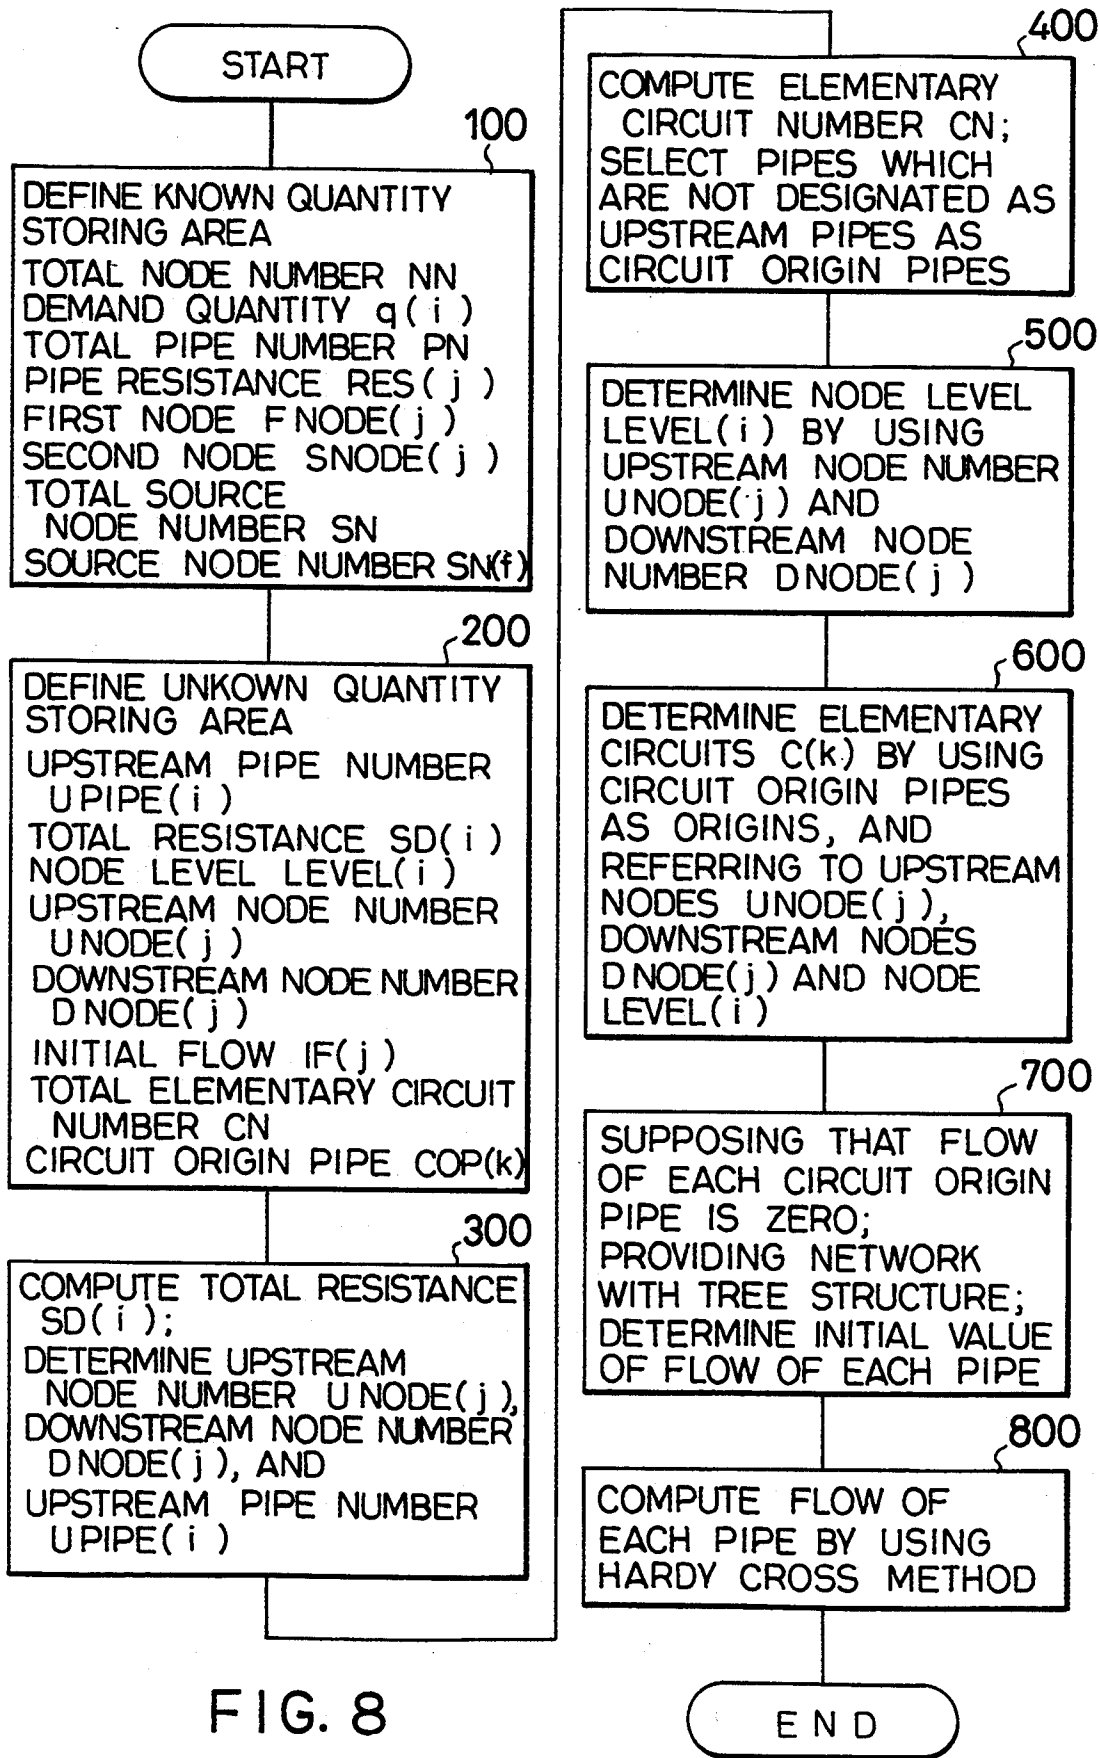 START
100
DEFINE KNOWN QUANTITY
STORING AREA
TOTAL NODE NUMBER NN
DEMAND QUANTITY q(i)
TOTAL PIPE NUMBER PN
PIPE RESISTANCE RES(j)
FIRST NODE FNODE(j)
SECOND NODE SNODE(j)
TOTAL SOURCE
NODE NUMBER SN
SOURCE NODE NUMBER SN(f)
200
DEFINE UNKOWN QUANTITY
STORING AREA
UPSTREAM PIPE NUMBER
UPIPE(i)
TOTAL RESISTANCE SD(i)
NODE LEVEL LEVEL(i)
UPSTREAM NODE NUMBER
UNODE(j)
DOWNSTREAM NODE NUMBER
DNODE(j)
INITIAL FLOW IF(j)
TOTAL ELEMENTARY CIRCUIT
NUMBER CN
CIRCUIT ORIGIN PIPE COP(k)
300
COMPUTE TOTAL RESISTANCE
SD(i);
DETERMINE UPSTREAM
NODE NUMBER UNODE(j),
DOWNSTREAM NODE NUMBER
DNODE(j), AND
UPSTREAM PIPE NUMBER
UPIPE(i)
400
COMPUTE ELEMENTARY
CIRCUIT NUMBER CN;
SELECT PIPES WHICH
ARE NOT DESIGNATED AS
UPSTREAM PIPES AS
CIRCUIT ORIGIN PIPES
500
DETERMINE NODE LEVEL
LEVEL(i) BY USING
UPSTREAM NODE NUMBER
UNODE(j) AND
DOWNSTREAM NODE
NUMBER DNODE(j)
600
DETERMINE ELEMENTARY
CIRCUITS C(k) BY USING
CIRCUIT ORIGIN PIPES
AS ORIGINS, AND
REFERRING TO UPSTREAM
NODES UNODE(j),
DOWNSTREAM NODES
DNODE(j) AND NODE
LEVEL(i)
700
SUPPOSING THAT FLOW
OF EACH CIRCUIT ORIGIN
PIPE IS ZERO;
PROVIDING NETWORK
WITH TREE STRUCTURE;
DETERMINE INITIAL VALUE
OF FLOW OF EACH PIPE
800
COMPUTE FLOW OF
EACH PIPE BY USING
HARDY CROSS METHOD
END
FIG. 8